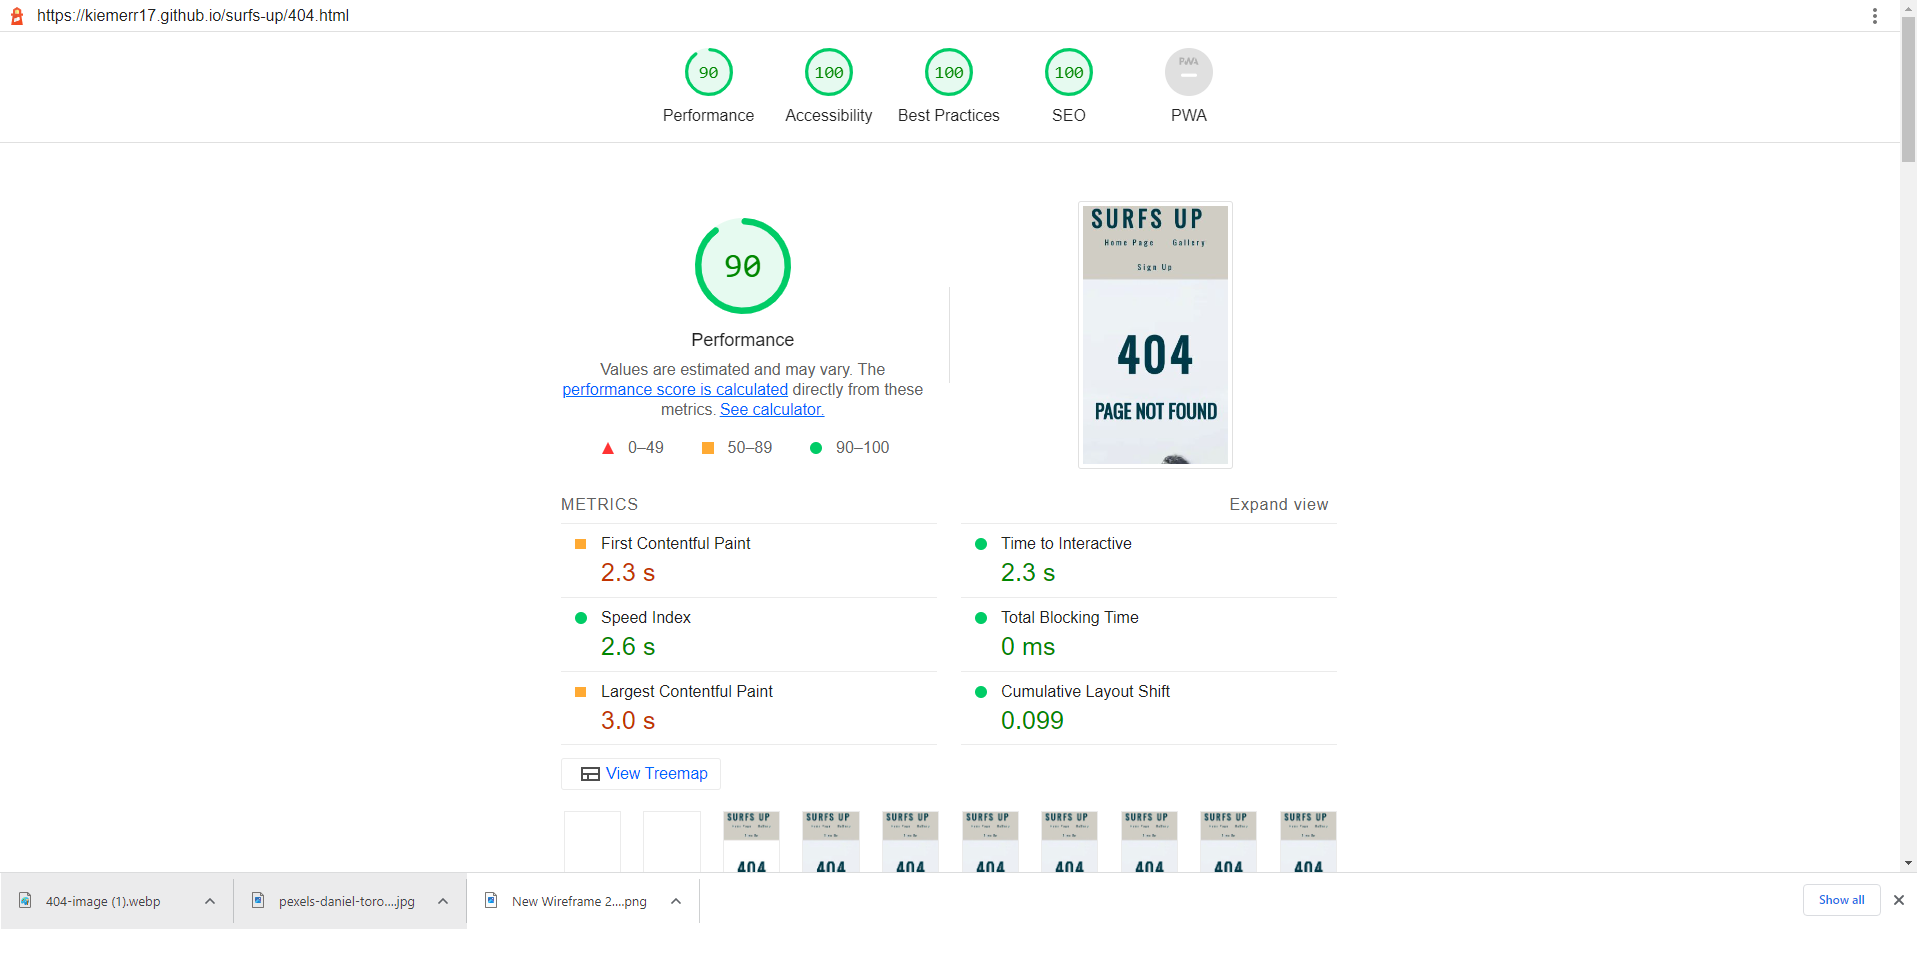 https://kiemerr17.github.io/surfs-up/404.html
90
100
100
100
PWA
Performance
Accessibility
Best Practices
SEO
PWA
90
Performance
Values are estimated and may vary. The
performance score is calculated directly from these
metrics. See calculator.
0–49
50–89
90–100
SURFS UP
Home Page Gallery
Sign Up
404
PAGE NOT FOUND
METRICS
Expand view
First Contentful Paint
2.3 s
Time to Interactive
2.3 s
Speed Index
2.6 s
Total Blocking Time
0 ms
Largest Contentful Paint
3.0 s
Cumulative Layout Shift
0.099
View Treemap
SURFS UP
SURFS UP
SURFS UP
SURFS UP
SURFS UP
SURFS UP
SURFS UP
SURFS UP
404
404
404
404
404
404
404
404
404-image (1).webp
pexels-daniel-toro....jpg
New Wireframe 2....png
Show all